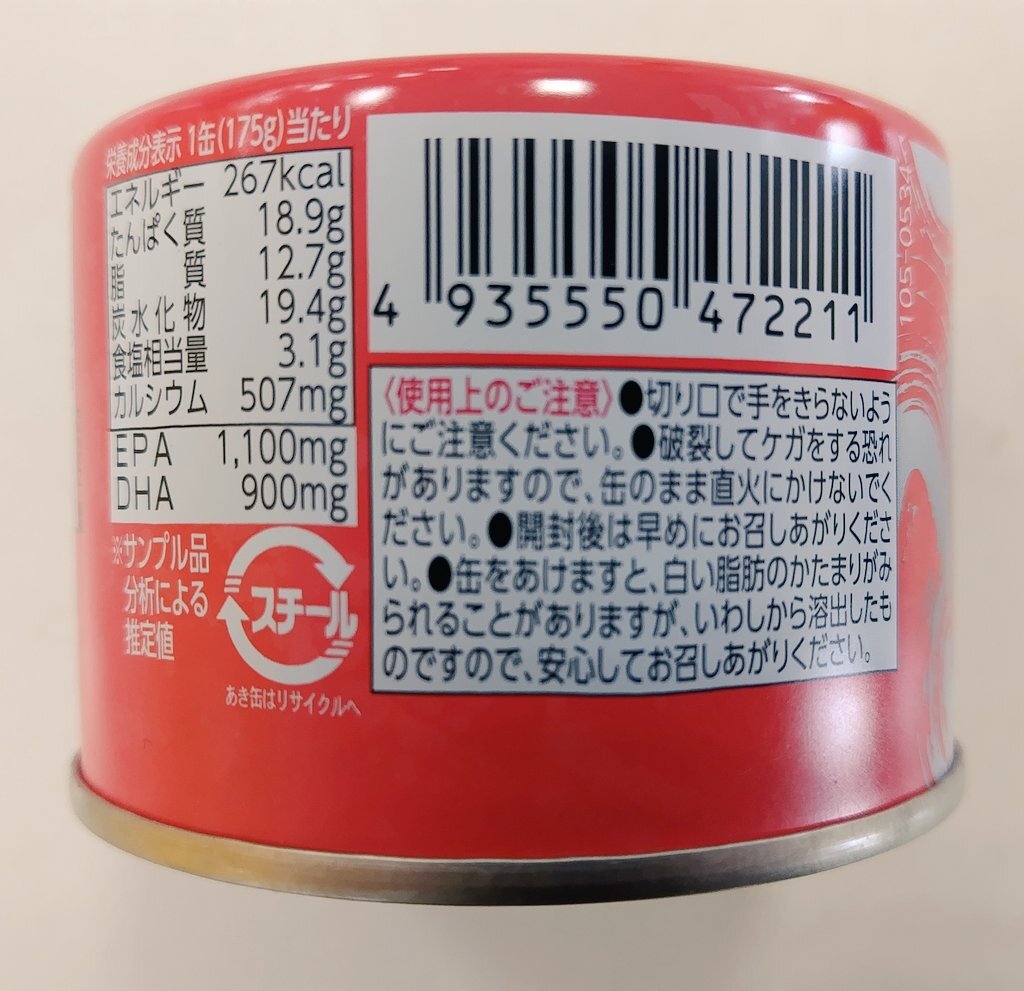 栄養成分表示 1缶(175g)当たり
エネルギー 267kcal
たんぱく質 18.9g
脂質 12.7g
炭水化物 19.4g
食塩相当量 3.1g
カルシウム 507mg
EPA 1,100mg
DHA 900mg
※サンプル品
分析による
推定値
スチール
あき缶はリサイクルへ
4 935550 472211
〈使用上のご注意〉●切り口で手をきらないよう
にご注意ください。●破裂してケガをする恐れ
がありますので、缶のまま直火にかけないでく
ださい。●開封後は早めにお召しあがりくださ
い。●缶をあけますと、白い脂肪のかたまりがみ
られることがありますが、いわしから溶出したも
のですので、安心してお召しあがりください。
105-0534-